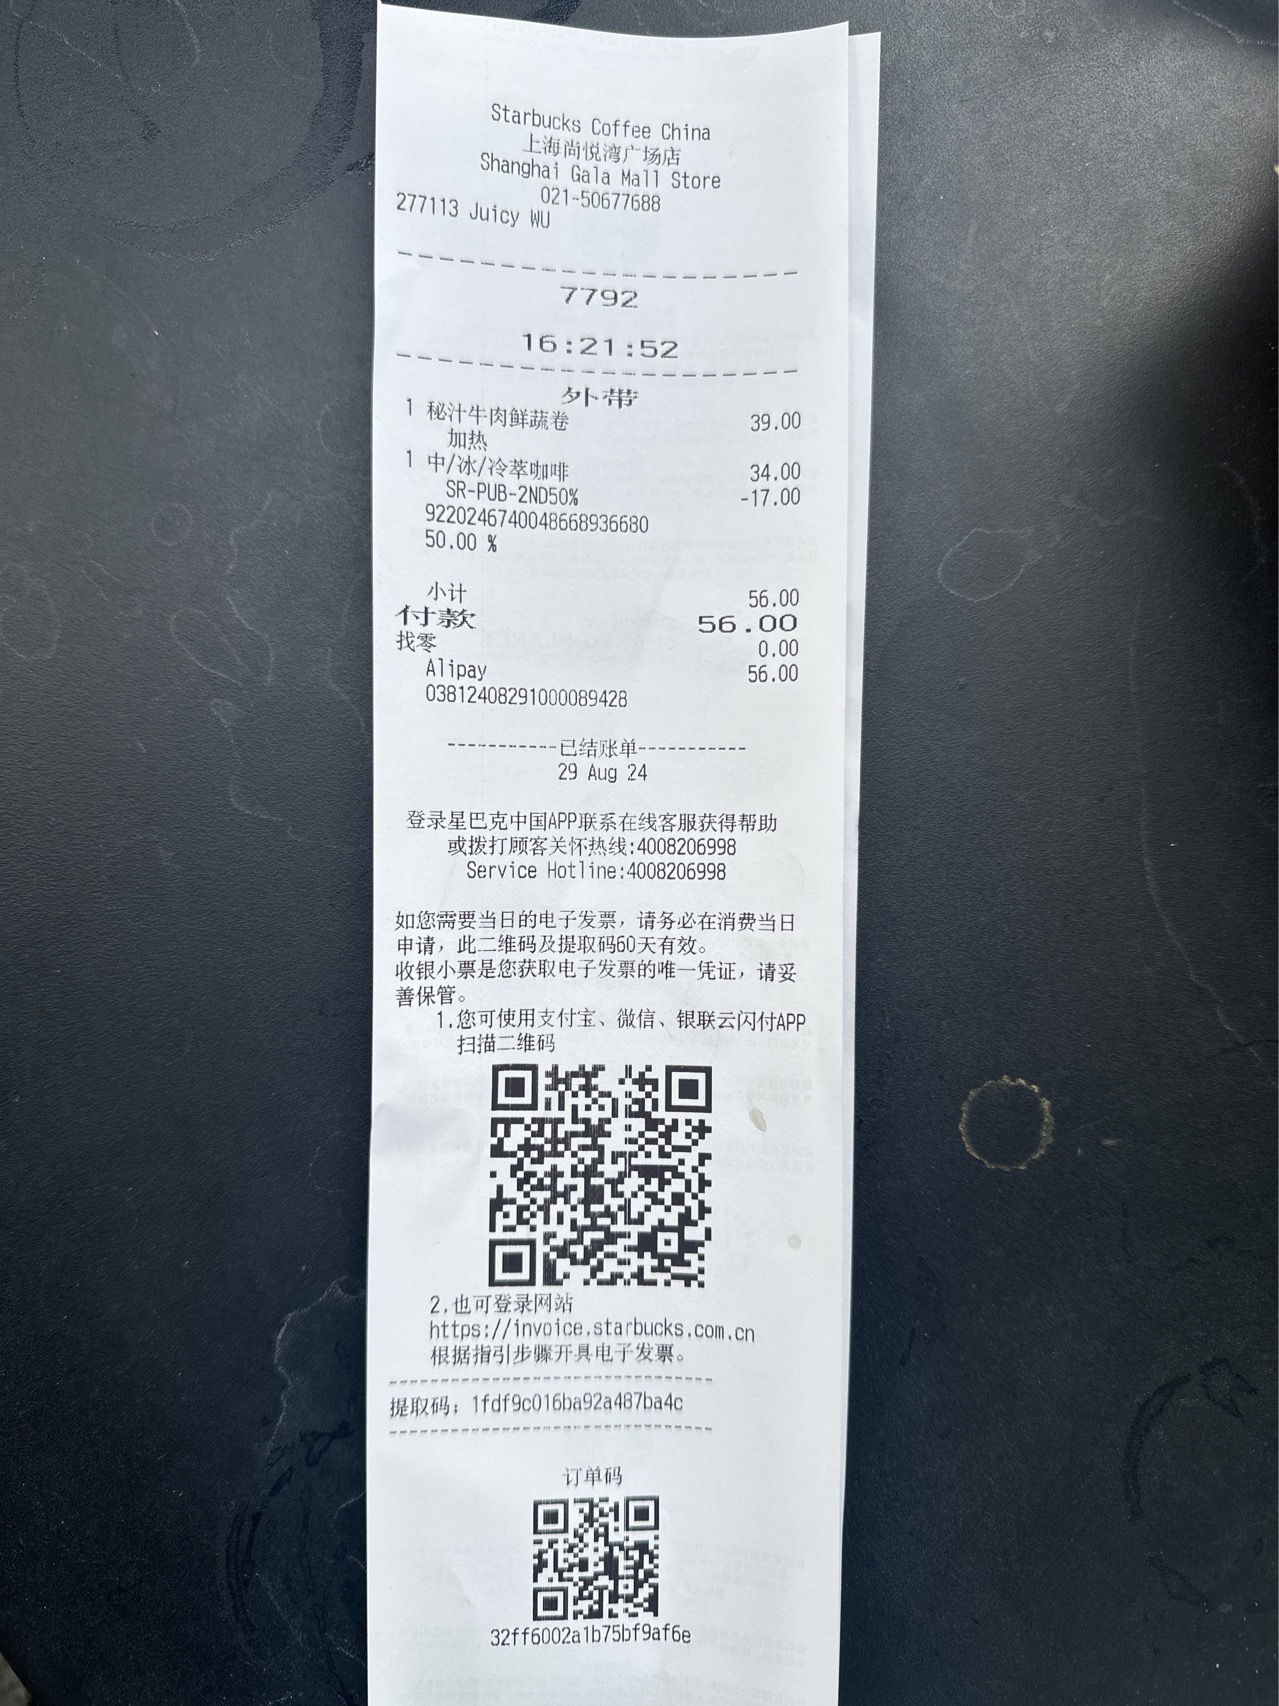 Starbucks Coffee China
上海尚悦湾广场店
Shanghai Gala Mall Store
021-50677688
277113 Juicy WU
7792
16:21:52
外带
1 秘汁牛肉鲜蔬卷 39.00
加热
1 中/冰/冷萃咖啡 34.00
SR-PUB-2ND50% -17.00
9220246740048668936680
50.00 %
小计 56.00
付款 56.00
找零 0.00
Alipay 56.00
03812408291000089428
-----------已结账单-----------
29 Aug 24
登录星巴克中国APP联系在线客服获得帮助
或拨打顾客关怀热线:4008206998
Service Hotline:4008206998
如您需要当日的电子发票，请务必在消费当日
申请，此二维码及提取码60天有效。
收银小票是您获取电子发票的唯一凭证，请妥
善保管。
1.您可使用支付宝、微信、银联云闪付APP
扫描二维码
2.也可登录网站
https://invoice.starbucks.com.cn
根据指引步骤开具电子发票。
提取码：1fdf9c016ba92a487ba4c
订单码
32ff6002a1b75bf9af6e